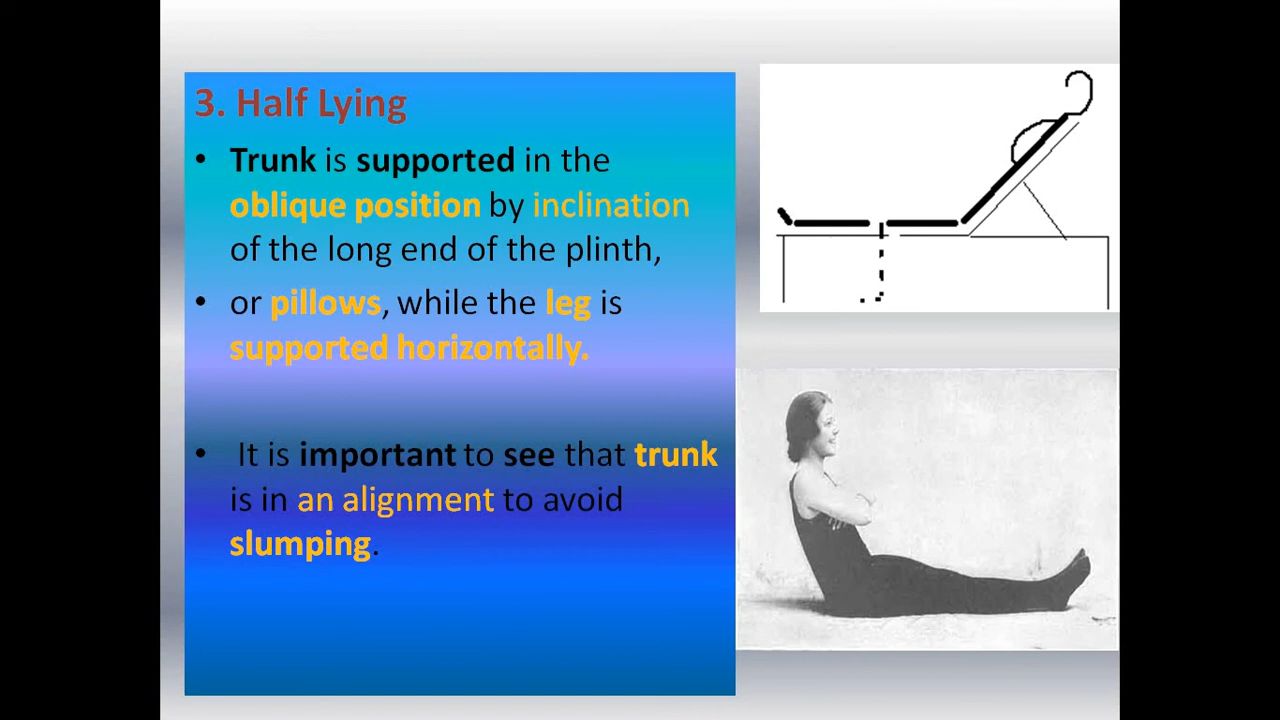 3. Half Lying
• Trunk is supported in the
oblique position by inclination
of the long end of the plinth,
• or pillows, while the leg is
supported horizontally.
• It is important to see that trunk
is in an alignment to avoid
slumping.